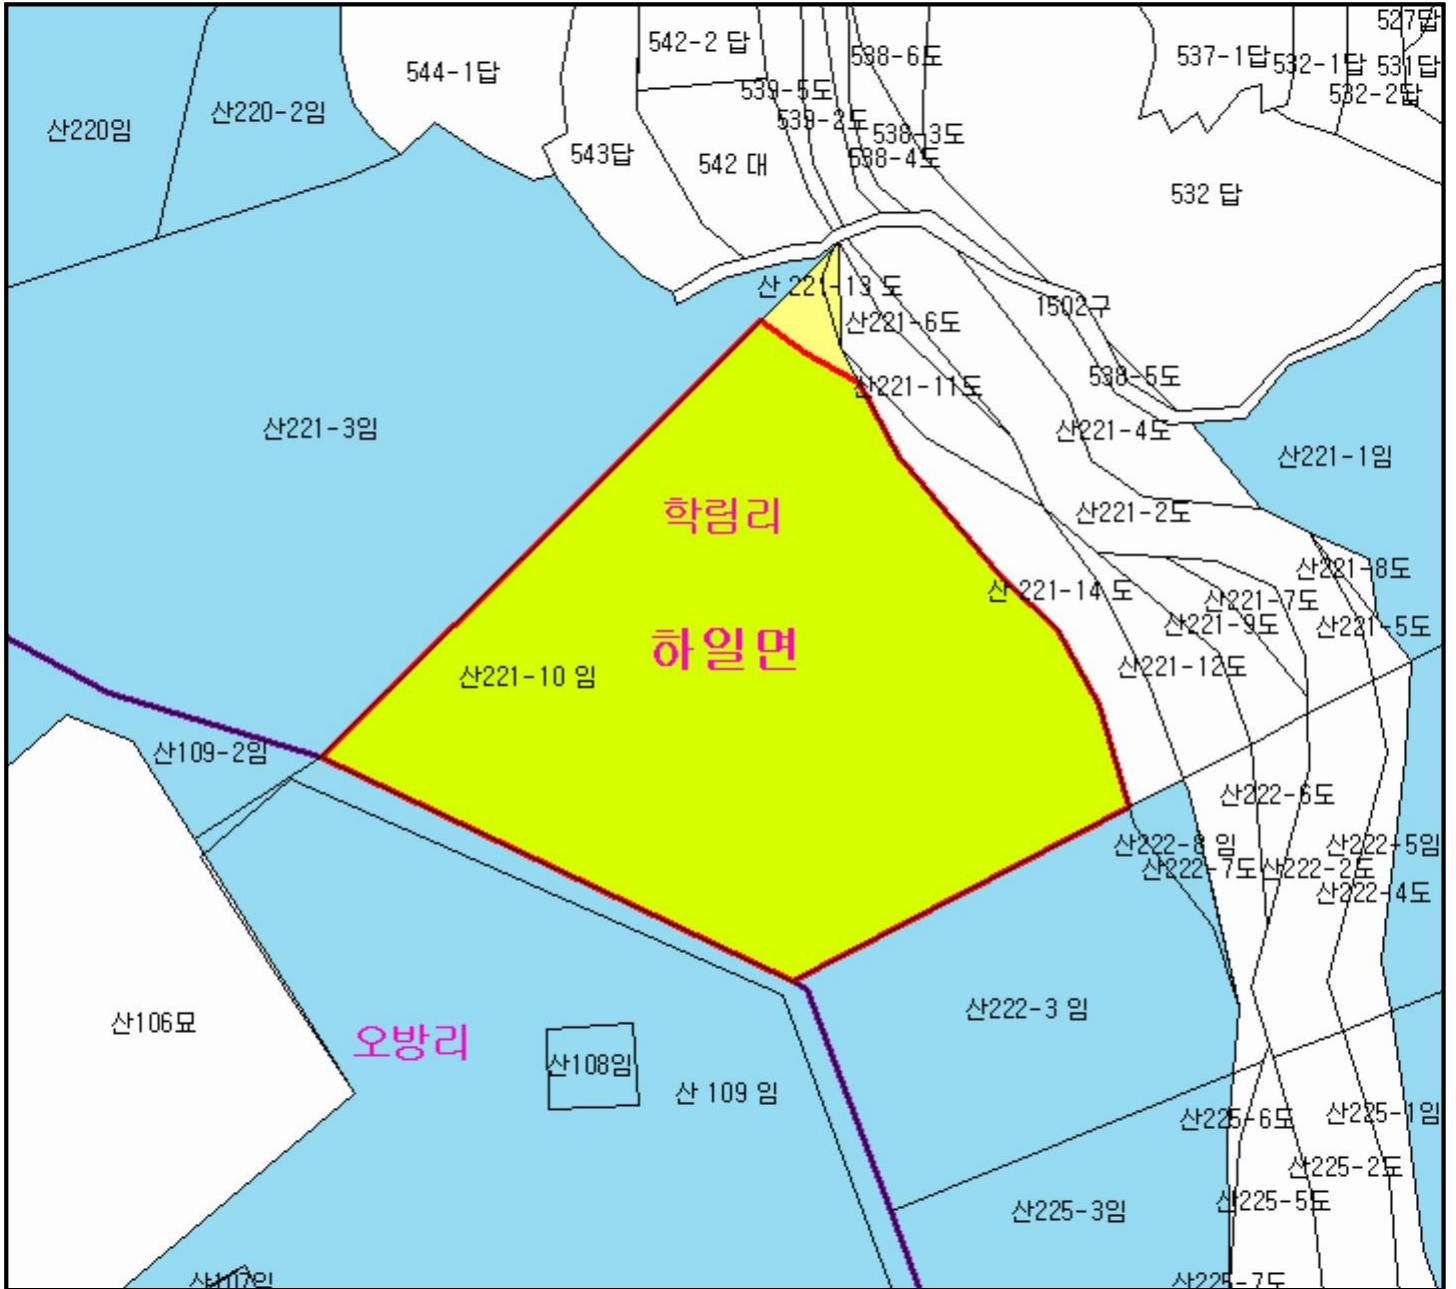 527답
542-2 답
538-6도
537-1답
532-1답
531답
544-1답
539-5도
532-2답
산220-2임
산220임
539-2도
538-3도
543답
542 대
538-4도
532 답
산 221-13 도
1502구
산221-6도
538-5도
산221-11도
산221-3임
산221-4도
산221-1임
학림리
산221-2도
산221-8도
산 221-14 도
산221-7도
산221-9도
산221-5도
하일면
산221-10 임
산221-12도
산109-2임
산222-6도
산222-8 임
산222-5임
산222-7도
산222-2도
산222-4도
산106묘
산222-3 임
오방리
산108임
산 109 임
산225-6도
산225-1임
산225-2도
산225-5도
산225-3임
산107임
산225-7도